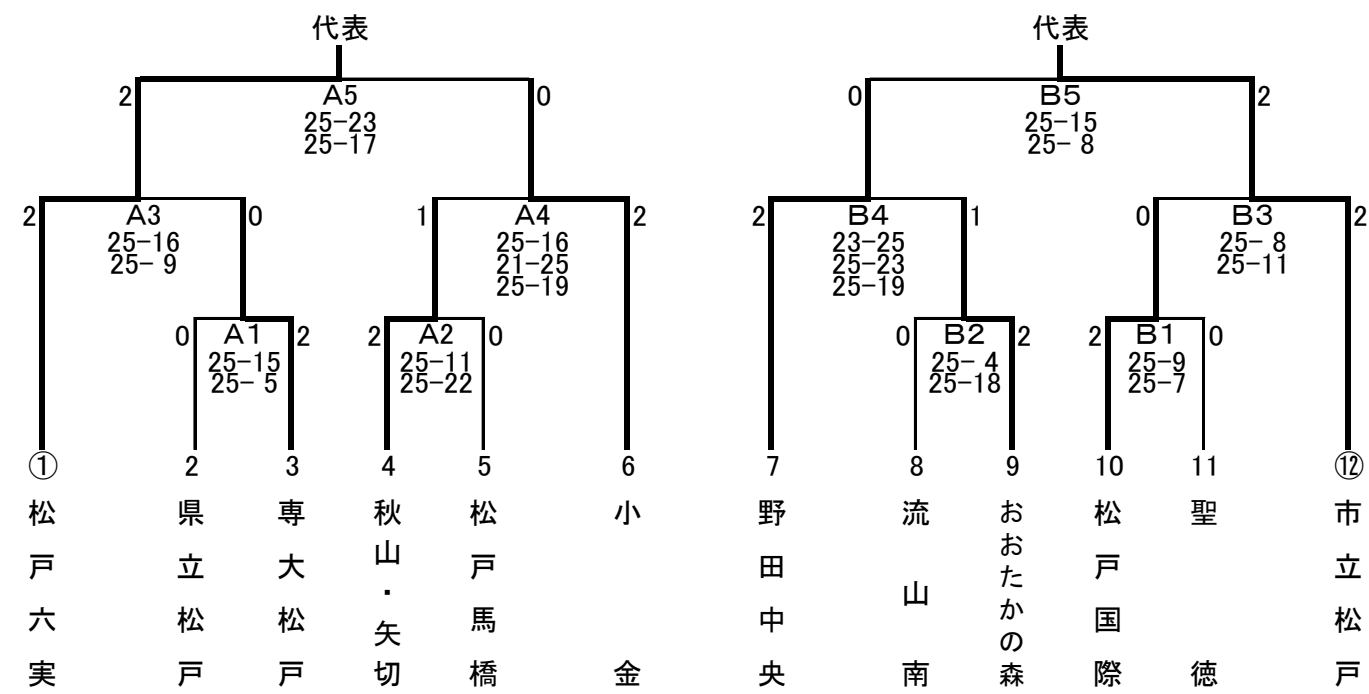 代表 代表
2 A5 0 0 B5 2
25-23 25-15
25-17 25- 8
2 A3 0 1 A4 2 2 B4 1 0 B3 2
25-16 25-16 23-25 25- 8
25- 9 21-25 25-23 25-11
25-19 25-19
0 A1 2 2 A2 0 0 B2 2 2 B1 0
25-15 25-11 25- 4 25-9
25- 5 25-22 25-18 25-7
① 2 3 4 5 6 7 8 9 10 11 ⑫
松戸六実
県立松戸
専大松戸
秋山・矢切
松戸馬橋
小金
野田中央
流山南
おおたかの森
松戸国際
聖徳
市立松戸